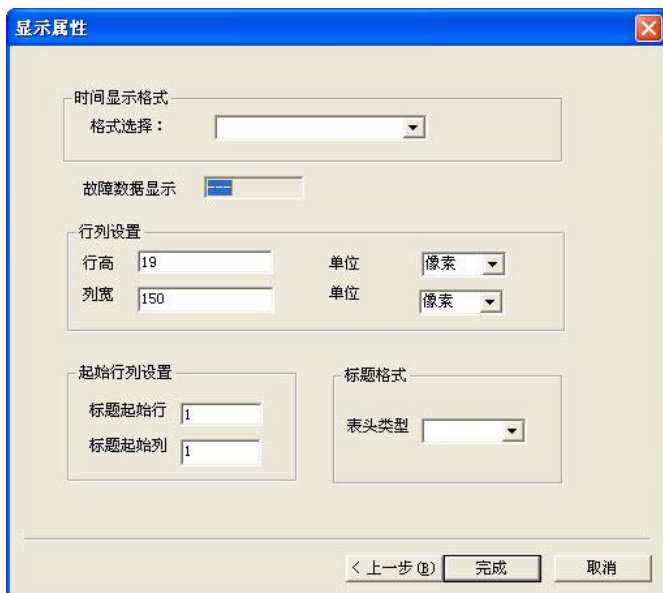 显示属性
时间显示格式
格式选择：
故障数据显示 ---
行列设置
行高 19 单位 像素
列宽 150 单位 像素
起始行列设置
标题起始行 1
标题起始列 1
标题格式
表头类型
< 上一步(B) 完成 取消